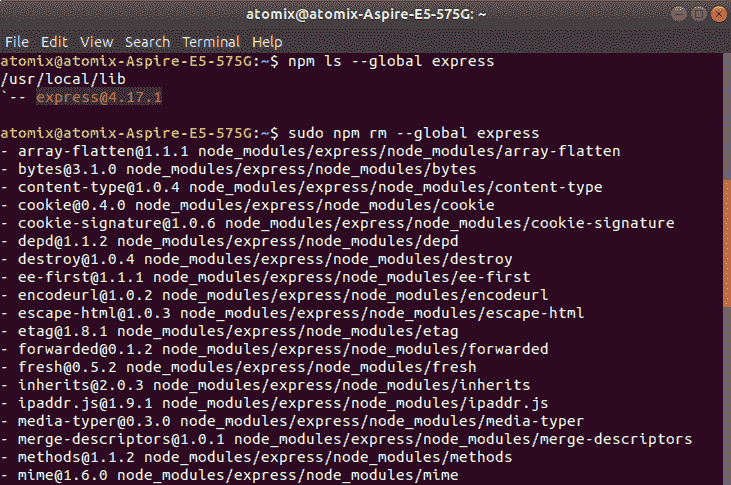 atomix@atomix-Aspire-E5-575G: ~
File Edit View Search Terminal Help
atomix@atomix-Aspire-E5-575G:~$ npm ls --global express
/usr/local/lib
`-- express@4.17.1
atomix@atomix-Aspire-E5-575G:~$ sudo npm rm --global express
- array-flatten@1.1.1 node_modules/express/node_modules/array-flatten
- bytes@3.1.0 node_modules/express/node_modules/bytes
- content-type@1.0.4 node_modules/express/node_modules/content-type
- cookie@0.4.0 node_modules/express/node_modules/cookie
- cookie-signature@1.0.6 node_modules/express/node_modules/cookie-signature
- depd@1.1.2 node_modules/express/node_modules/depd
- destroy@1.0.4 node_modules/express/node_modules/destroy
- ee-first@1.1.1 node_modules/express/node_modules/ee-first
- encodeurl@1.0.2 node_modules/express/node_modules/encodeurl
- escape-html@1.0.3 node_modules/express/node_modules/escape-html
- etag@1.8.1 node_modules/express/node_modules/etag
- forwarded@0.1.2 node_modules/express/node_modules/forwarded
- fresh@0.5.2 node_modules/express/node_modules/fresh
- inherits@2.0.3 node_modules/express/node_modules/inherits
- ipaddr.js@1.9.1 node_modules/express/node_modules/ipaddr.js
- media-typer@0.3.0 node_modules/express/node_modules/media-typer
- merge-descriptors@1.0.1 node_modules/express/node_modules/merge-descriptors
- methods@1.1.2 node_modules/express/node_modules/methods
- mime@1.6.0 node_modules/express/node_modules/mime